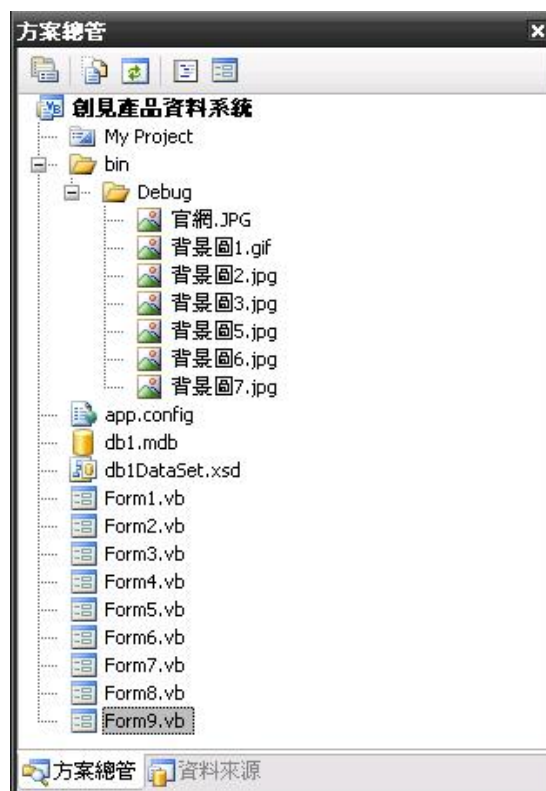 方案總管
創見產品資料系統
My Project
bin
Debug
官網.JPG
背景圖1.gif
背景圖2.jpg
背景圖3.jpg
背景圖5.jpg
背景圖6.jpg
背景圖7.jpg
app.config
db1.mdb
db1DataSet.xsd
Form1.vb
Form2.vb
Form3.vb
Form4.vb
Form5.vb
Form6.vb
Form7.vb
Form8.vb
Form9.vb
方案總管 資料來源